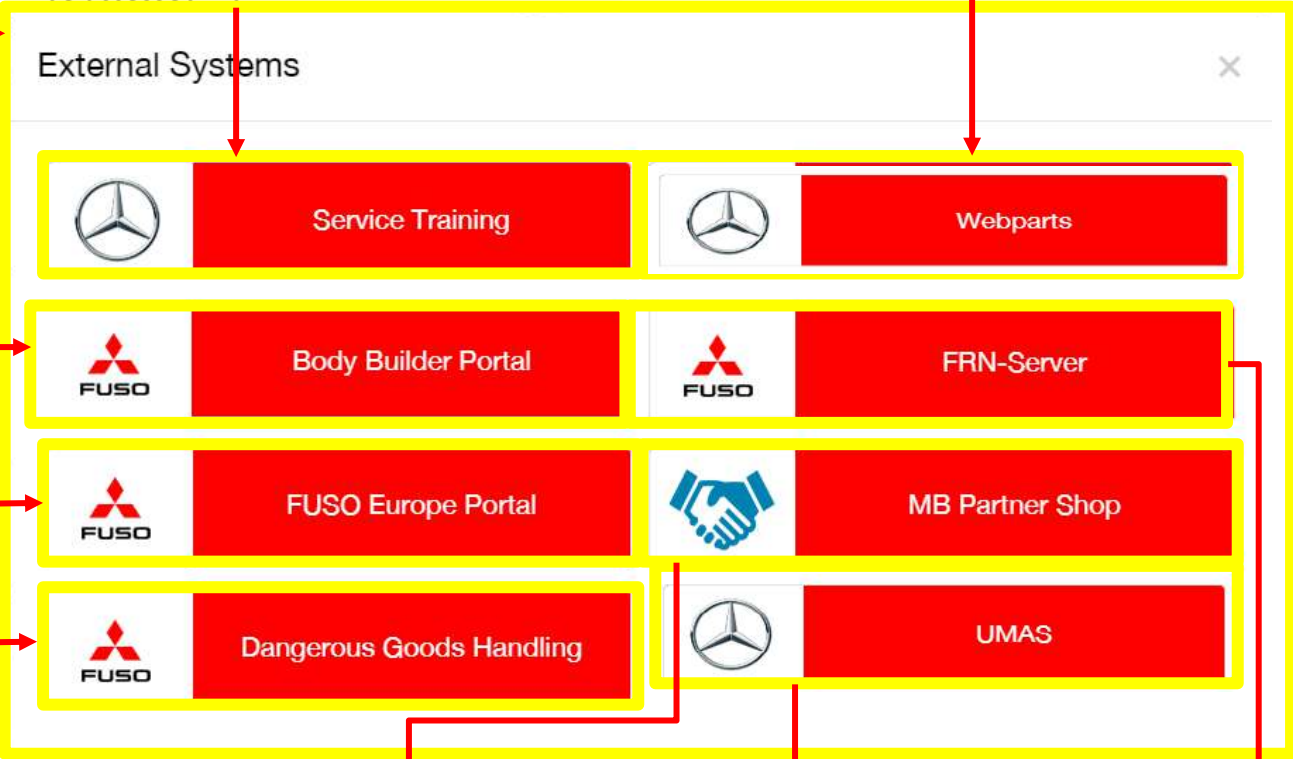 External Systems
Service Training
Webparts
FUSO
Body Builder Portal
FUSO
FRN-Server
FUSO
FUSO Europe Portal
MB Partner Shop
FUSO
Dangerous Goods Handling
UMAS